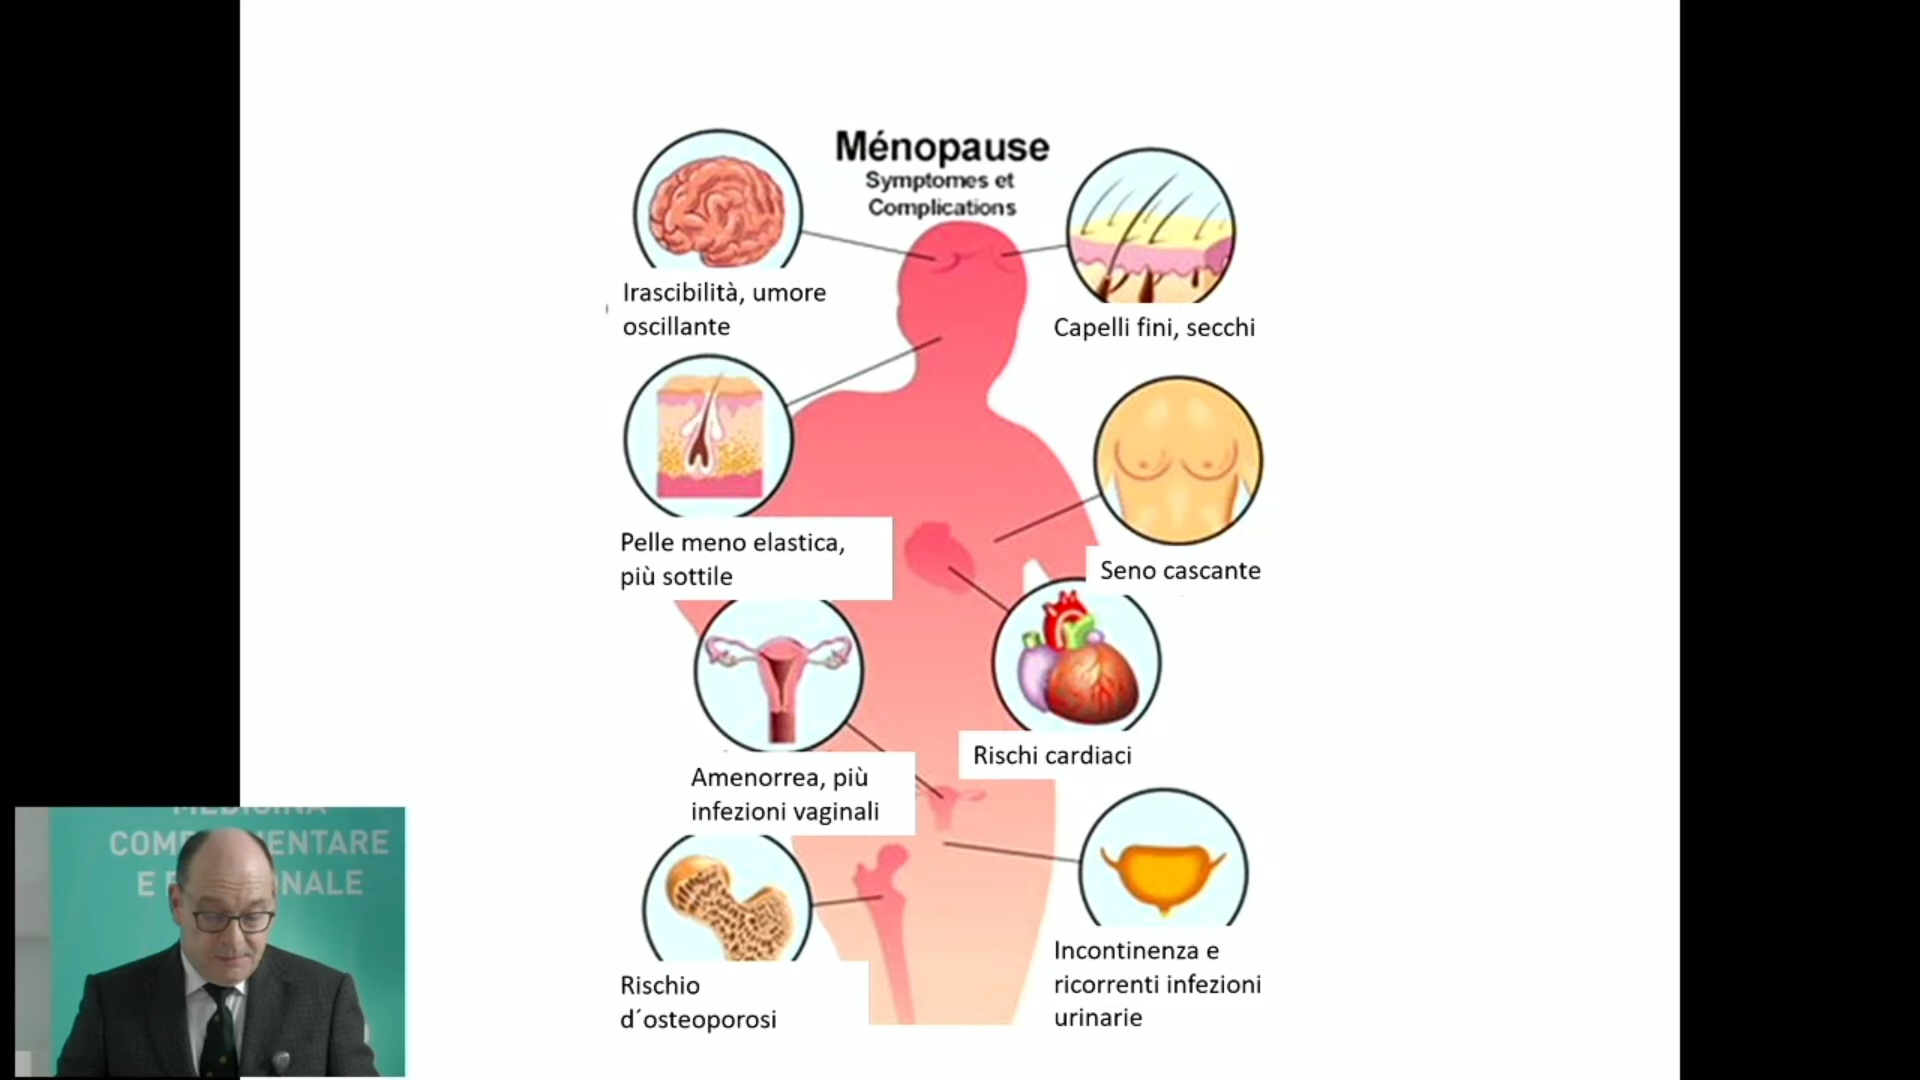 Ménopause
Symptomes et
Complications
Irascibilità, umore
oscillante
Capelli fini, secchi
Pelle meno elastica,
più sottile
Seno cascante
Amenorrea, più
infezioni vaginali
Rischi cardiaci
Rischio
d´osteoporosi
Incontinenza e
ricorrenti infezioni
urinarie
MEDICINA